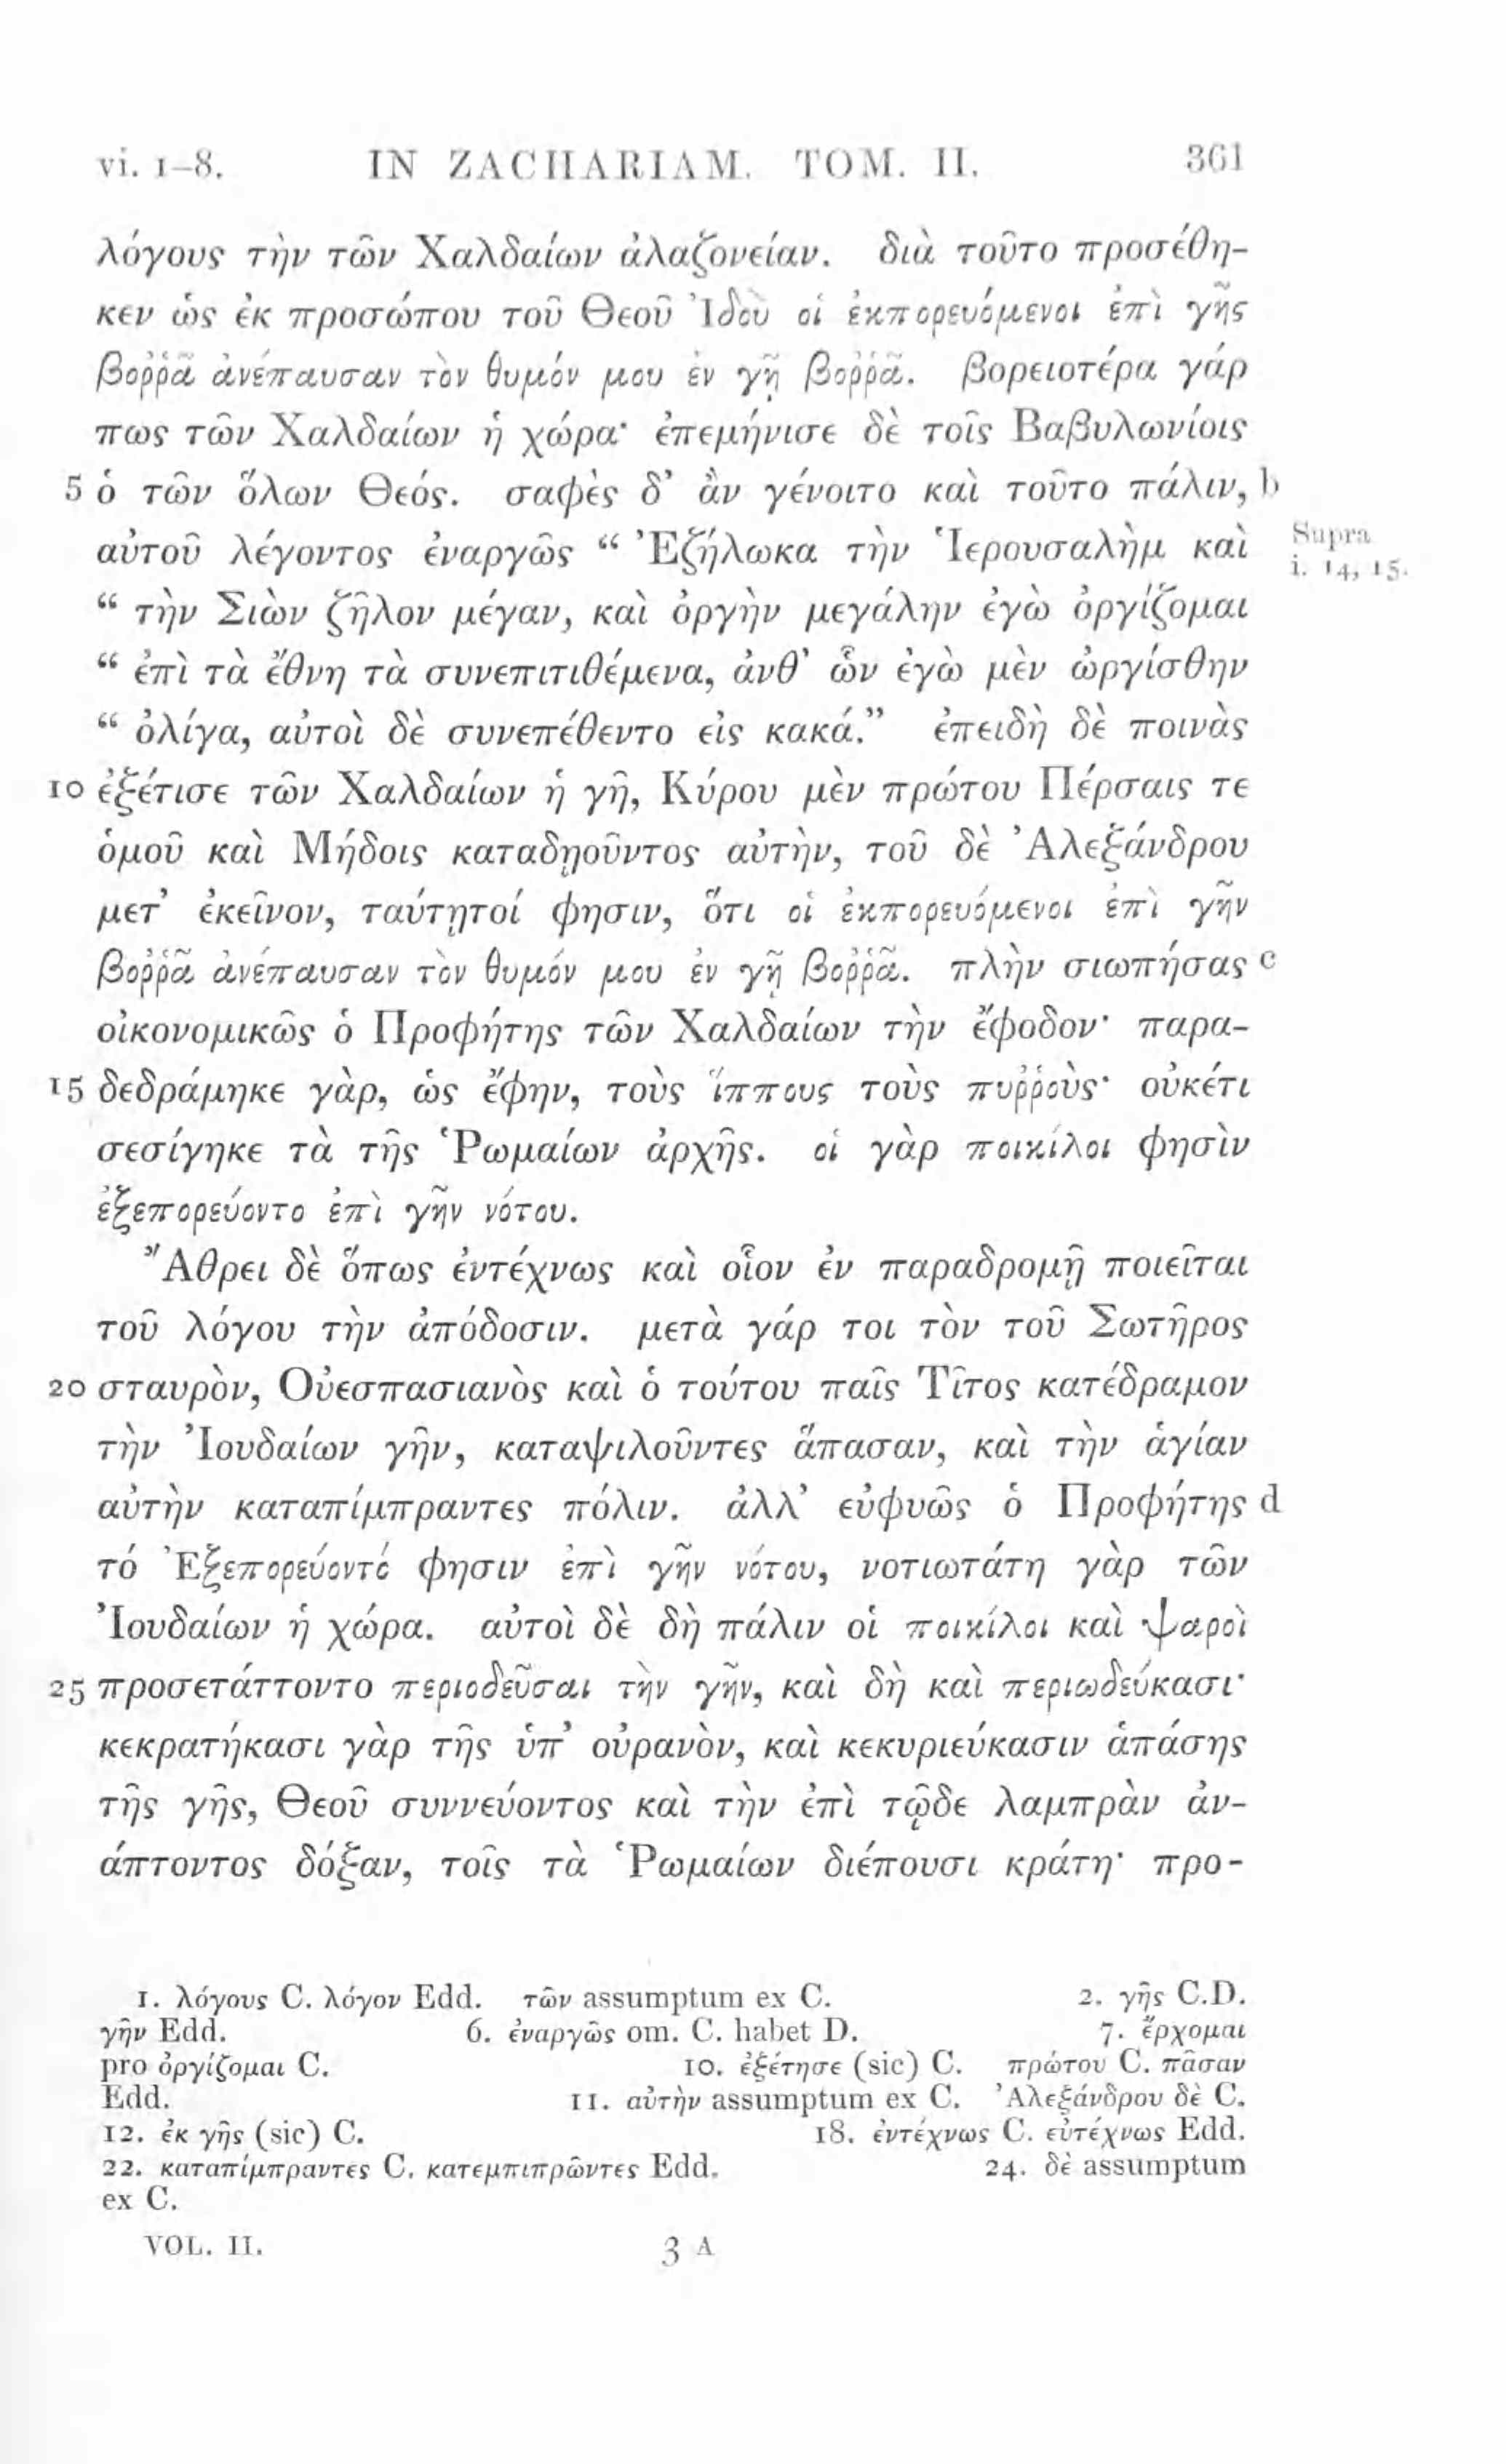 vi. 1–8. IN ZACHARIAM. TOM. II. 361
λόγους τὴν τῶν Χαλδαίων ἀλαζονείαν. διὰ τοῦτο προσέθη-
κεν ὡς ἐκ προσώπου τοῦ Θεοῦ Ἰδοὺ οἱ ἐκπορευόμενοι ἐπὶ γῆς
βοῤῥᾶ ἀνέπαυσαν τὸν θυμόν μου ἐν γῇ βοῤῥᾶ. βορειοτέρα γάρ
πως τῶν Χαλδαίων ἡ χώρα· ἐπεμήνισε δὲ τοῖς Βαβυλωνίοις
5 ὁ τῶν ὅλων Θεός. σαφὲς δ’ ἂν γένοιτο καὶ τοῦτο πάλιν, b
αὐτοῦ λέγοντος ἐναργῶς “ Ἐζήλωκα τὴν Ἱερουσαλὴμ καὶ Supra i. 14, 15.
“ τὴν Σιὼν ζῆλον μέγαν, καὶ ὀργὴν μεγάλην ἐγὼ ὀργίζομαι
“ ἐπὶ τὰ ἔθνη τὰ συνεπιτιθέμενα, ἀνθ’ ὧν ἐγὼ μὲν ὠργίσθην
“ ὀλίγα, αὐτοὶ δὲ συνεπέθεντο εἰς κακά.” ἐπειδὴ δὲ ποινὰς
10 ἐξέτισε τῶν Χαλδαίων ἡ γῆ, Κύρου μὲν πρώτου Πέρσαις τε
ὁμοῦ καὶ Μήδοις καταδῃοῦντος αὐτὴν, τοῦ δὲ Ἀλεξάνδρου
μετ’ ἐκεῖνον, ταύτῃτοί φησιν, ὅτι οἱ ἐκπορευόμενοι ἐπὶ γῆν
βοῤῥᾶ ἀνέπαυσαν τὸν θυμόν μου ἐν γῇ βοῤῥᾶ. πλὴν σιωπήσας c
οἰκονομικῶς ὁ Προφήτης τῶν Χαλδαίων τὴν ἔφοδον· παρα-
15 δεδράμηκε γὰρ, ὡς ἔφην, τοὺς ἵππους τοὺς πυῤῥούς· οὐκέτι
σεσίγηκε τὰ τῆς Ῥωμαίων ἀρχῆς. οἱ γὰρ ποικίλοι φησὶν
ἐξεπορεύοντο ἐπὶ γῆν νότου.
Ἄθρει δὲ ὅπως ἐντέχνως καὶ οἷον ἐν παραδρομῇ ποιεῖται
τοῦ λόγου τὴν ἀπόδοσιν. μετὰ γάρ τοι τὸν τοῦ Σωτῆρος
20 σταυρὸν, Οὐεσπασιανὸς καὶ ὁ τούτου παῖς Τῖτος κατέδραμον
τὴν Ἰουδαίων γῆν, καταψιλοῦντες ἅπασαν, καὶ τὴν ἁγίαν
αὐτὴν καταπίμπραντες πόλιν. ἀλλ’ εὐφυῶς ὁ Προφήτης d
τό Ἐξεπορεύοντό φησιν ἐπὶ γῆν νότου, νοτιωτάτη γὰρ τῶν
Ἰουδαίων ἡ χώρα. αὐτοὶ δὲ δὴ πάλιν οἱ ποικίλοι καὶ ψαροὶ
25 προσετάττοντο περιοδεῦσαι τὴν γῆν, καὶ δὴ καὶ περιωδεύκασι·
κεκρατήκασι γὰρ τῆς ὑπ’ οὐρανὸν, καὶ κεκυριεύκασιν ἁπάσης
τῆς γῆς, Θεοῦ συννεύοντος καὶ τὴν ἐπὶ τῷδε λαμπρὰν ἀν-
άπτοντος δόξαν, τοῖς τὰ Ῥωμαίων διέπουσι κράτη· προ-
1. λόγους C. λόγον Edd. τῶν assumptum ex C. 2. γῆς C.D.
γῆν Edd. 6. ἐναργῶς om. C. habet D. 7. ἔρχομαι
pro ὀργίζομαι C. 10. ἐξέτησε (sic) C. πρώτου C. πᾶσαν
Edd. 11. αὐτὴν assumptum ex C. Ἀλεξάνδρου δὲ C.
12. ἐκ γῆς (sic) C. 18. ἐντέχνως C. εὐτέχνως Edd.
22. καταπίμπραντες C. κατεμπιπρῶντες Edd. 24. δὲ assumptum
ex C.
VOL. II. 3 A